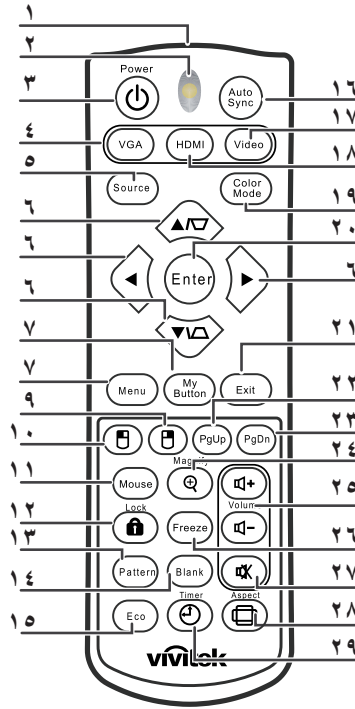 ١
٢
Power
٣
Auto
Sync
١٦
١٧
٤
VGA
HDMI
Video
١٨
٥
Source
Color
Mode
١٩
٦
٢٠
٦
Enter
٦
٦
٧
٢١
٧
Menu
My
Button
Exit
٩
٢٢
١٠
PgUp
PgDn
٢٣
Magnify
٢٤
١١
Mouse
٢٥
Volum
١٢
Lock
Freeze
٢٦
١٣
Pattern
Blank
٢٧
١٤
Timer
Aspect
٢٨
١٥
Eco
vivitek
٢٩